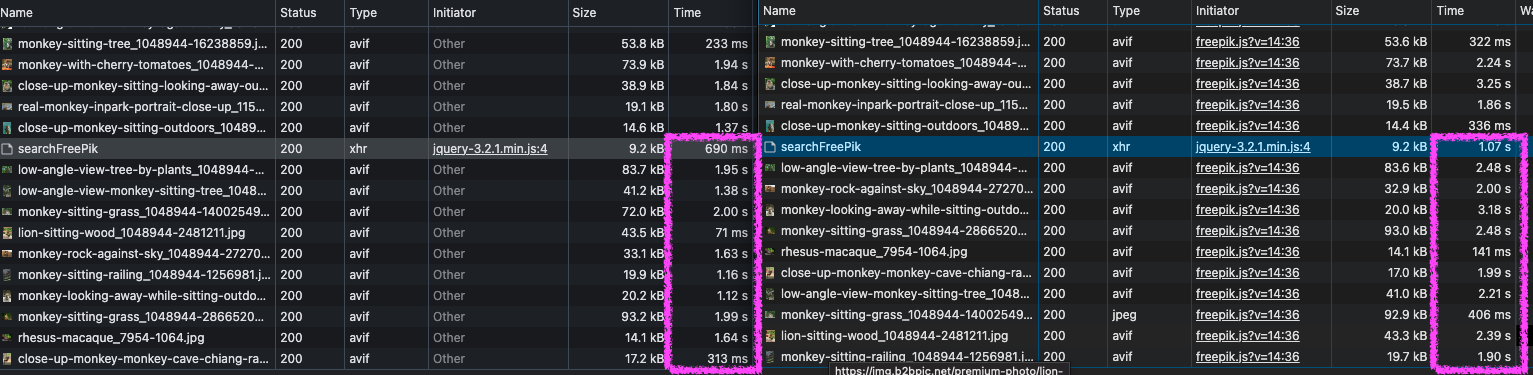 Name Status Type Initiator Size Time
monkey-sitting-tree_1048944-16238859.j... 200 avif Other 53.8 kB 233 ms
monkey-with-cherry-tomatoes_1048944-... 200 avif Other 73.9 kB 1.94 s
close-up-monkey-sitting-looking-away-ou... 200 avif Other 38.9 kB 1.84 s
real-monkey-inpark-portrait-close-up_115... 200 avif Other 19.1 kB 1.80 s
close-up-monkey-sitting-outdoors_10489... 200 avif Other 14.6 kB 1.37 s
searchFreePik 200 xhr jquery-3.2.1.min.js:4 9.2 kB 690 ms
low-angle-view-tree-by-plants_1048944-... 200 avif Other 83.7 kB 1.95 s
low-angle-view-monkey-sitting-tree_1048... 200 avif Other 41.2 kB 1.38 s
monkey-sitting-grass_1048944-14002549... 200 avif Other 72.0 kB 2.00 s
lion-sitting-wood_1048944-2481211.jpg 200 avif Other 43.5 kB 71 ms
monkey-rock-against-sky_1048944-27270... 200 avif Other 33.1 kB 1.63 s
monkey-sitting-railing_1048944-1256981.j... 200 avif Other 19.9 kB 1.16 s
monkey-looking-away-while-sitting-outdo... 200 avif Other 20.2 kB 1.12 s
monkey-sitting-grass_1048944-2866520... 200 avif Other 93.2 kB 1.99 s
rhesus-macaque_7954-1064.jpg 200 avif Other 14.1 kB 1.64 s
close-up-monkey-monkey-cave-chiang-ra... 200 avif Other 17.2 kB 313 ms
Name Status Type Initiator Size Time Wa
monkey-sitting-tree_1048944-16238859.j... 200 avif freepik.js?v=14:36 53.6 kB 322 ms
monkey-with-cherry-tomatoes_1048944-... 200 avif freepik.js?v=14:36 73.7 kB 2.24 s
close-up-monkey-sitting-looking-away-ou... 200 avif freepik.js?v=14:36 38.7 kB 3.25 s
real-monkey-inpark-portrait-close-up_115... 200 avif freepik.js?v=14:36 19.5 kB 1.86 s
close-up-monkey-sitting-outdoors_10489... 200 avif freepik.js?v=14:36 14.4 kB 336 ms
searchFreePik 200 xhr jquery-3.2.1.min.js:4 9.2 kB 1.07 s
low-angle-view-tree-by-plants_1048944-... 200 avif freepik.js?v=14:36 83.6 kB 2.48 s
monkey-rock-against-sky_1048944-27270... 200 avif freepik.js?v=14:36 32.9 kB 2.00 s
monkey-looking-away-while-sitting-outdo... 200 avif freepik.js?v=14:36 20.0 kB 3.18 s
monkey-sitting-grass_1048944-2866520... 200 avif freepik.js?v=14:36 93.0 kB 2.48 s
rhesus-macaque_7954-1064.jpg 200 avif freepik.js?v=14:36 14.1 kB 141 ms
close-up-monkey-monkey-cave-chiang-ra... 200 avif freepik.js?v=14:36 17.0 kB 1.99 s
low-angle-view-monkey-sitting-tree_1048... 200 avif freepik.js?v=14:36 41.0 kB 2.21 s
monkey-sitting-grass_1048944-14002549... 200 jpeg freepik.js?v=14:36 92.9 kB 406 ms
lion-sitting-wood_1048944-2481211.jpg 200 avif freepik.js?v=14:36 43.3 kB 2.39 s
monkey-sitting-railing_1048944-1256981.j... 200 avif freepik.js?v=14:36 19.7 kB 1.90 s
https://img.b2bpic.net/premium-photo/lion-